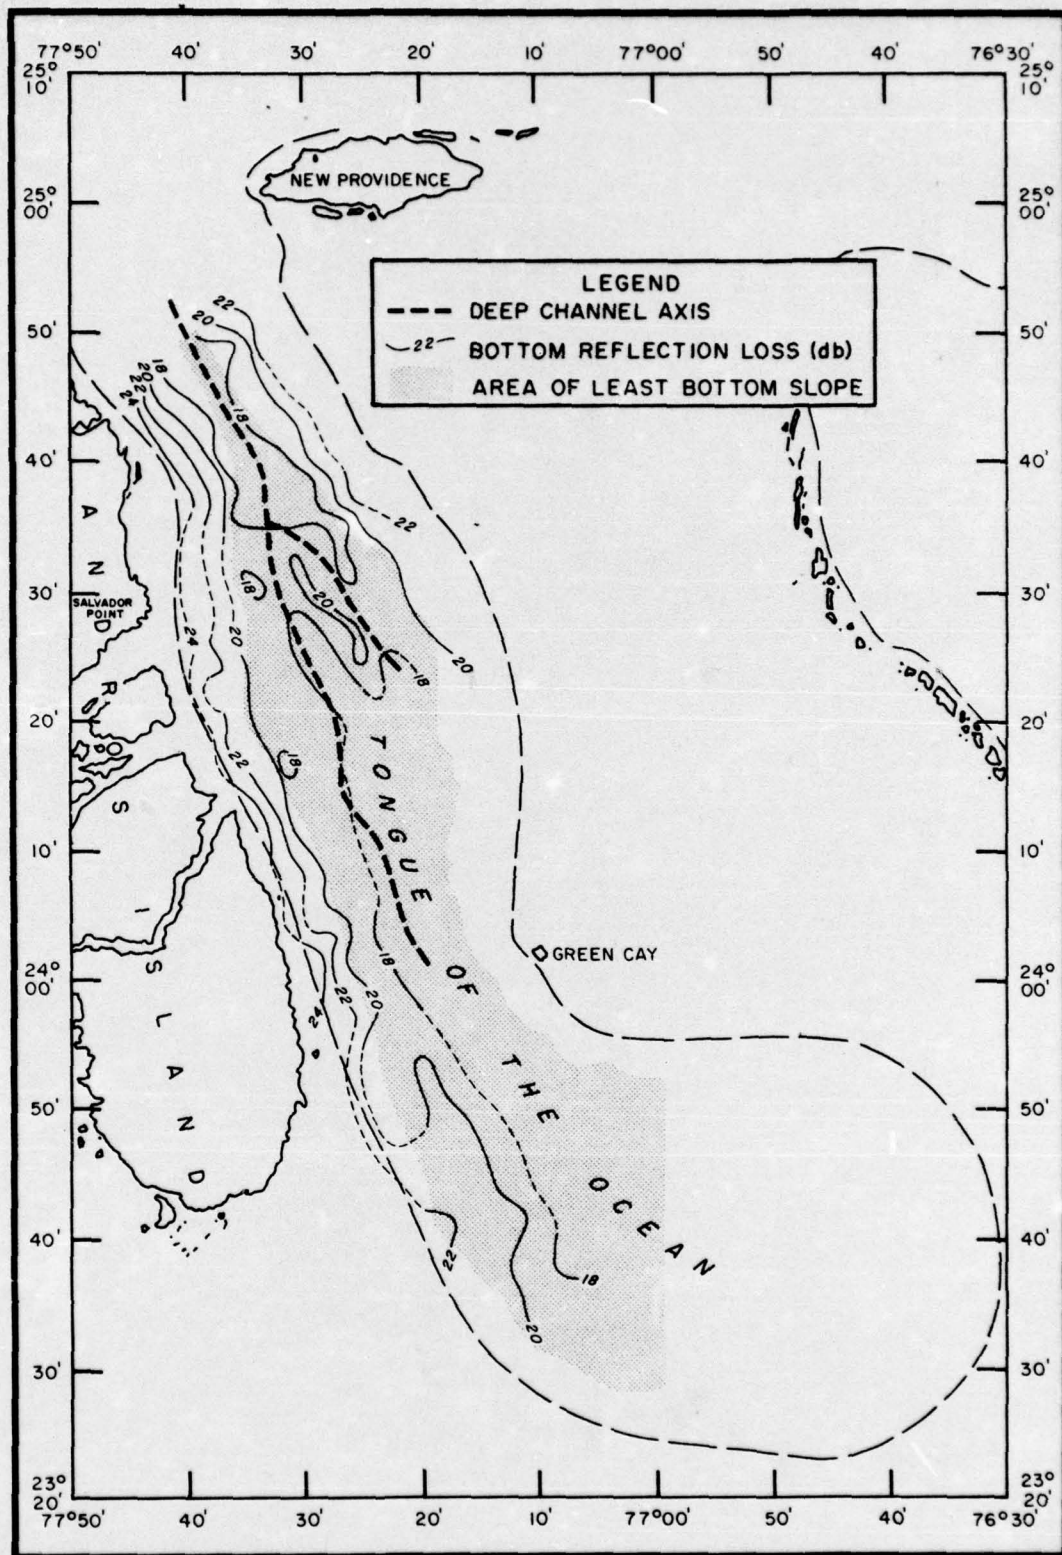 77°50' 40' 30' 20' 10' 77°00' 50' 40' 76°30'
25° 10' 25° 10'
NEW PROVIDENCE
25° 00' 25° 00'
LEGEND
DEEP CHANNEL AXIS
22 BOTTOM REFLECTION LOSS (db)
AREA OF LEAST BOTTOM SLOPE
50' 50'
22
20
18
20
22
24
18
40' 40'
22
30' 30'
18
20
SALVADOR
POINT
24
20
20
18
20' 20'
22
18
10' 10'
GREEN CAY
24° 00' 24° 00'
18
22
20
24
50' 50'
40' 40'
22
18
20
30' 30'
ANDROS ISLAND
TONGUE OF THE OCEAN
23° 20' 23° 20'
77°50' 40' 30' 20' 10' 77°00' 50' 40' 76°30'